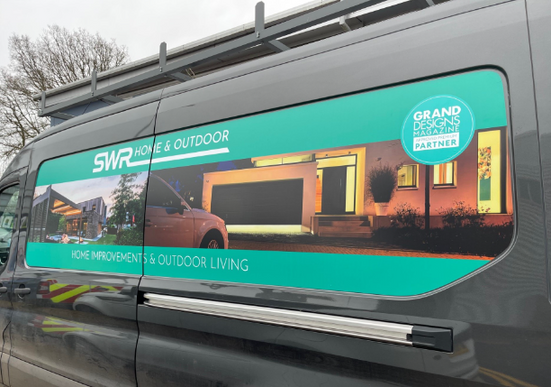 SWR HOME & OUTDOOR
GRAND
DESIGNS
MAGAZINE
PARTNER
HOME IMPROVEMENTS & OUTDOOR LIVING